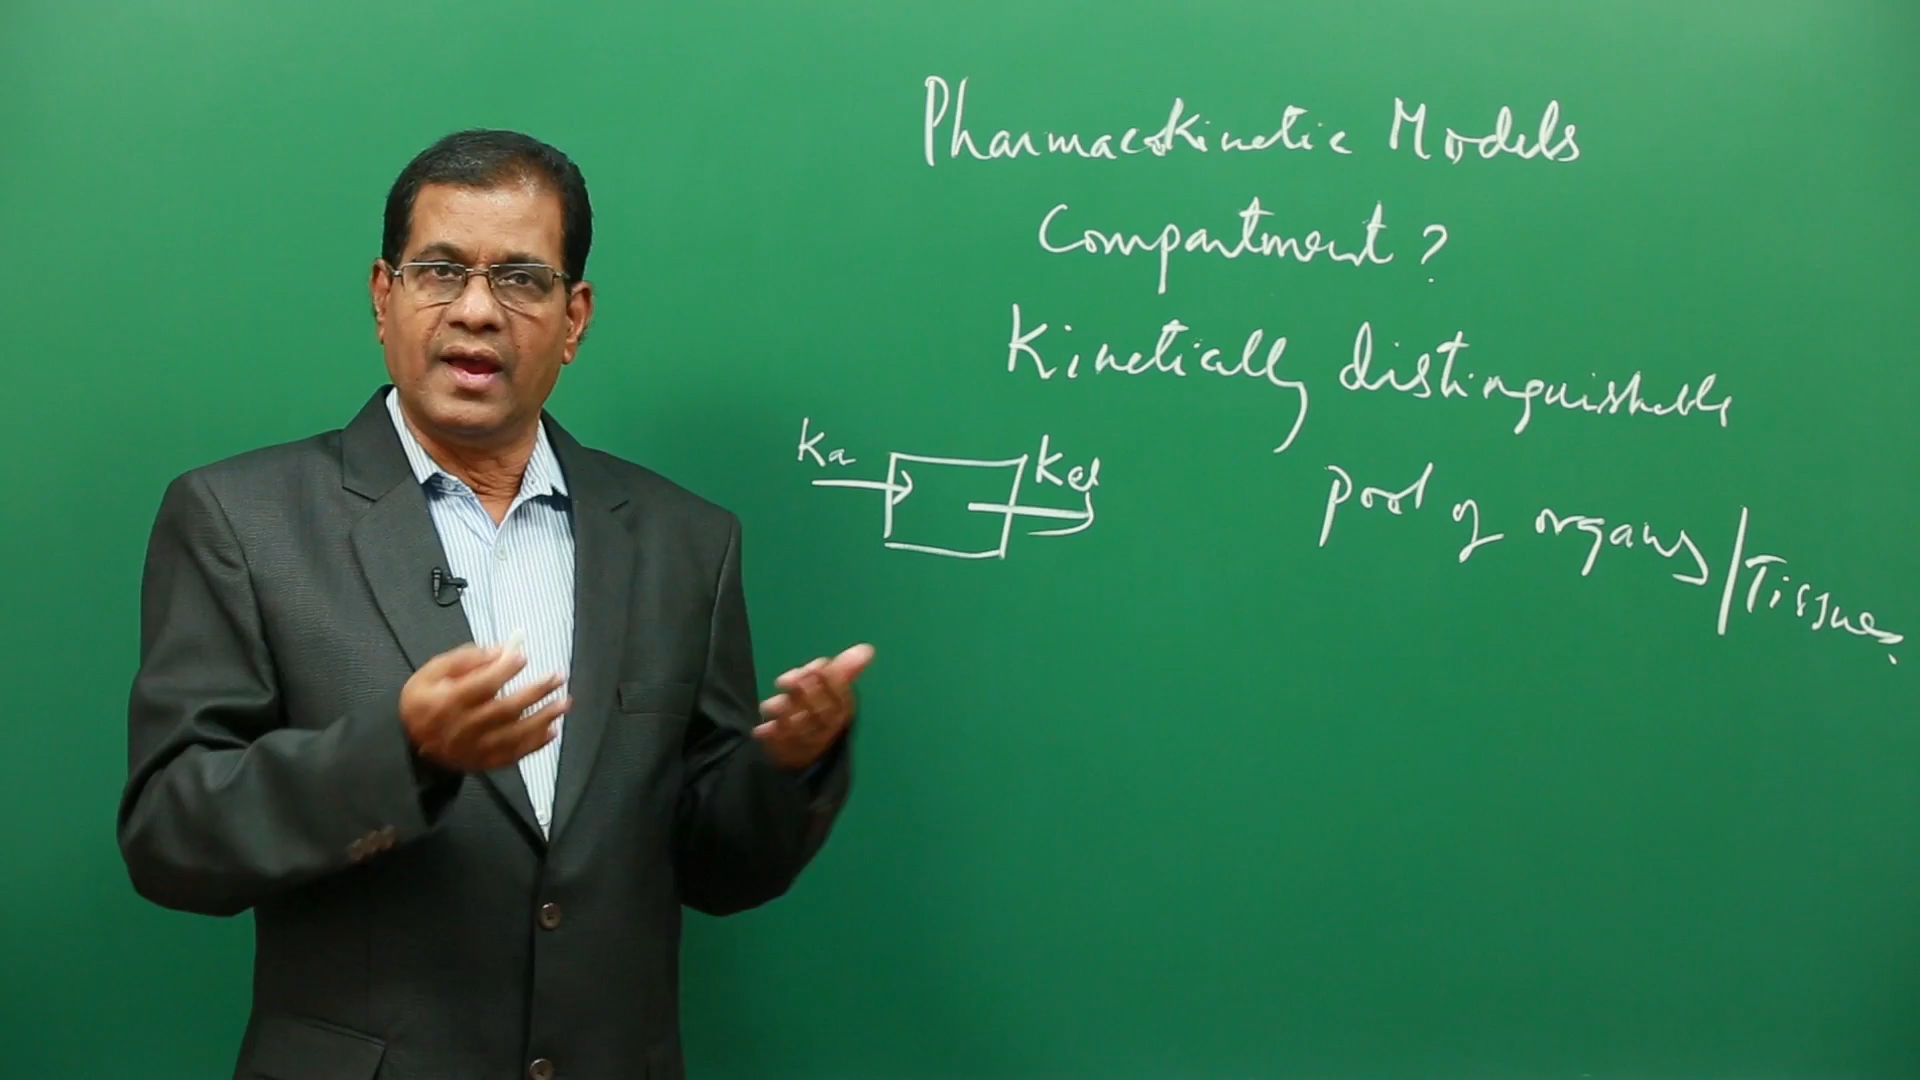 Pharmacokinetic Models
Compartment?
Kinetically distinguishable
Ka
Kel
pool of organs/Tissues.